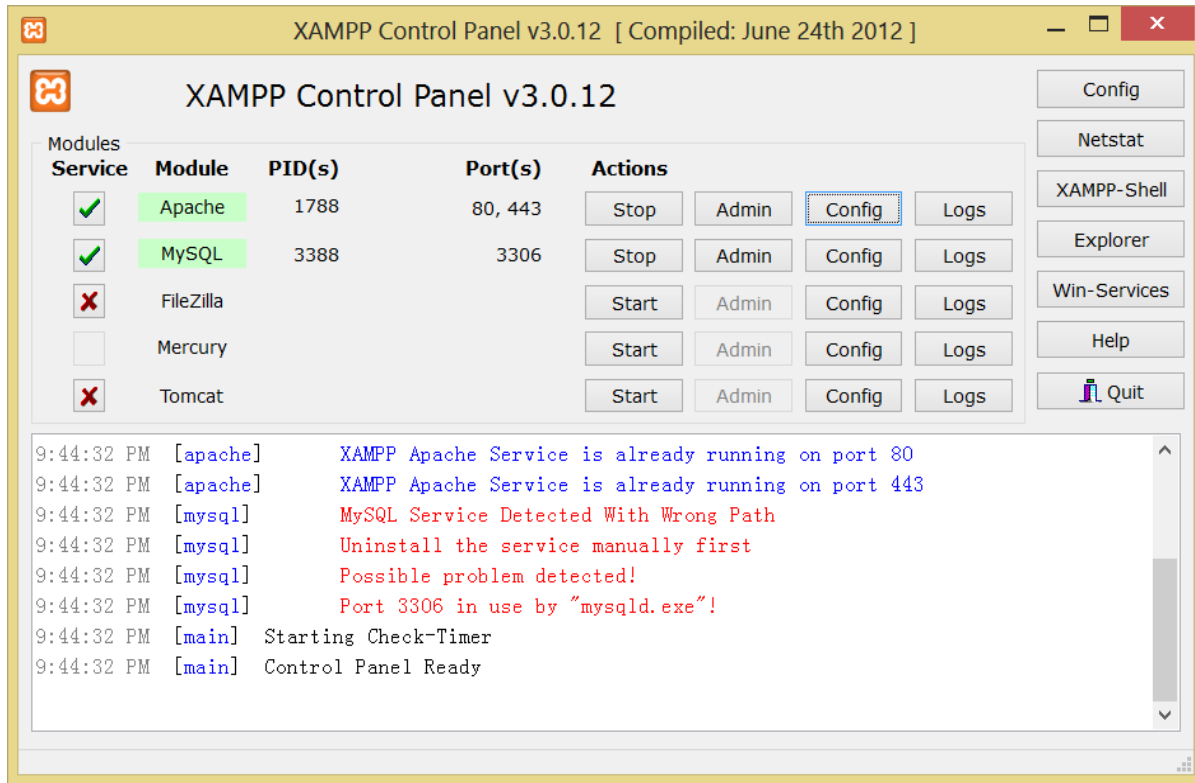 XAMPP Control Panel v3.0.12 [ Compiled: June 24th 2012 ]
XAMPP Control Panel v3.0.12
Config
Modules
Netstat
Service Module PID(s) Port(s) Actions
XAMPP-Shell
Apache 1788 80, 443 Stop Admin Config Logs
Explorer
MySQL 3388 3306 Stop Admin Config Logs
Win-Services
FileZilla Start Admin Config Logs
Help
Mercury Start Admin Config Logs
Quit
Tomcat Start Admin Config Logs
9:44:32 PM [apache] XAMPP Apache Service is already running on port 80
9:44:32 PM [apache] XAMPP Apache Service is already running on port 443
9:44:32 PM [mysql] MySQL Service Detected With Wrong Path
9:44:32 PM [mysql] Uninstall the service manually first
9:44:32 PM [mysql] Possible problem detected!
9:44:32 PM [mysql] Port 3306 in use by "mysqld.exe"!
9:44:32 PM [main] Starting Check-Timer
9:44:32 PM [main] Control Panel Ready